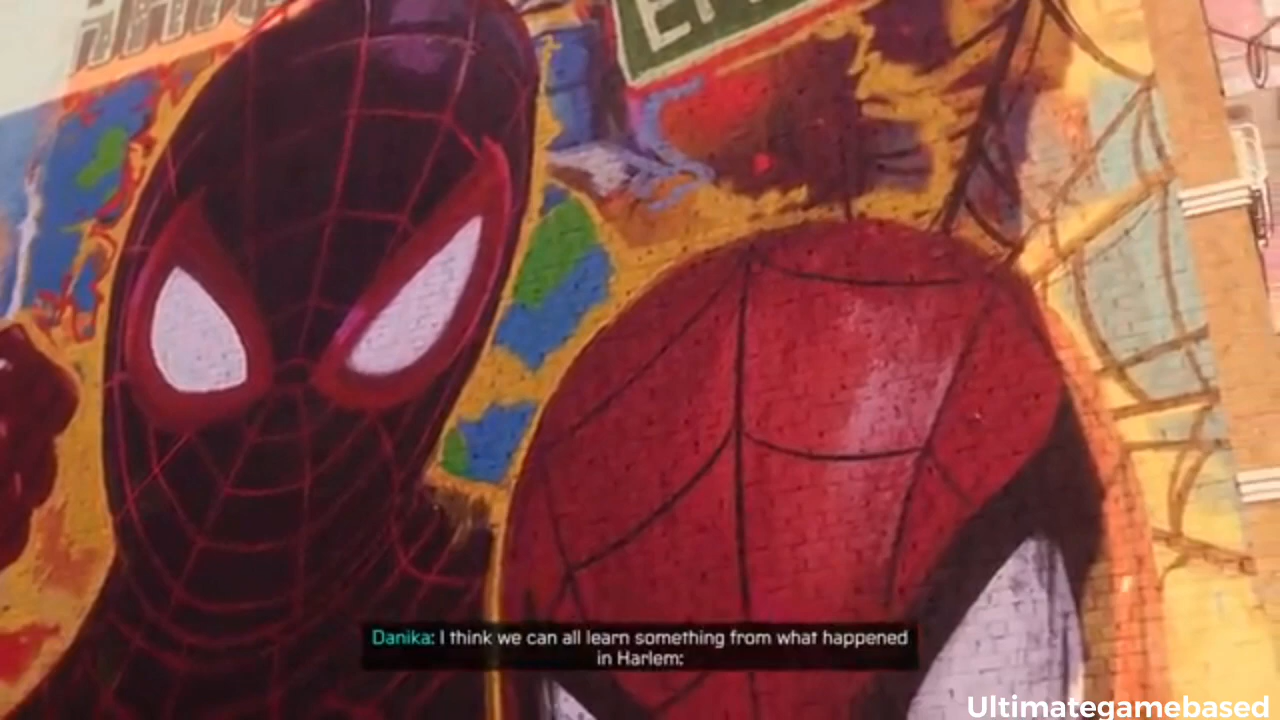 Danika: I think we can all learn something from what happened
in Harlem:
Ultimategamebased